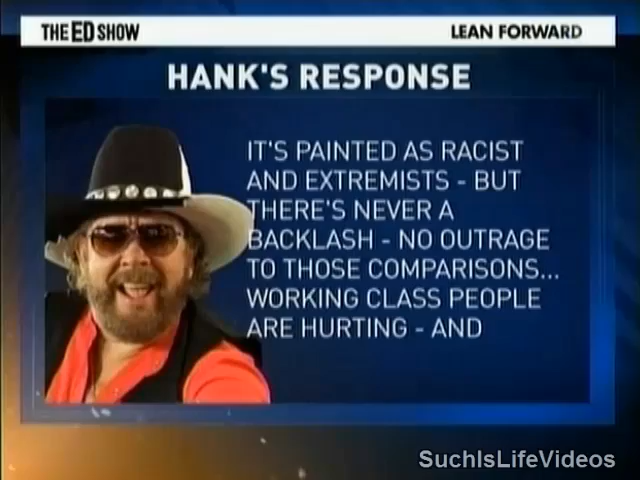 THE ED SHOW
LEAN FORWARD
HANK'S RESPONSE
IT'S PAINTED AS RACIST
AND EXTREMISTS - BUT
THERE'S NEVER A
BACKLASH - NO OUTRAGE
TO THOSE COMPARISONS...
WORKING CLASS PEOPLE
ARE HURTING - AND
SuchIsLifeVideos